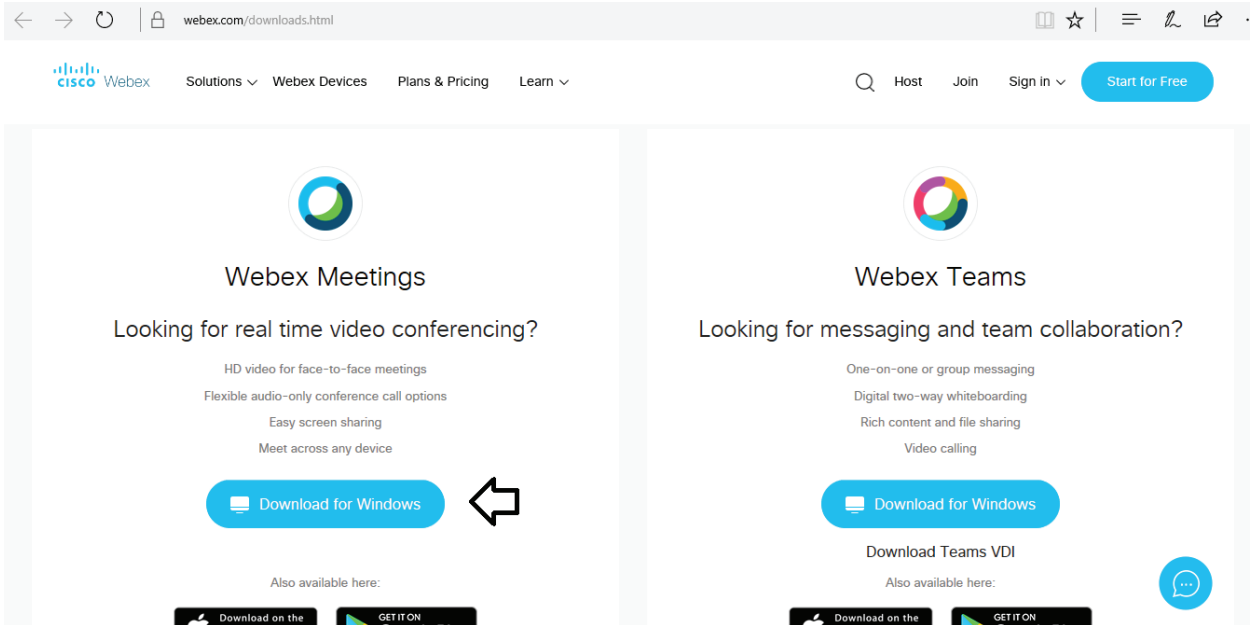 webex.com/downloads.html
CISCO Webex
Solutions Webex Devices Plans & Pricing Learn Host Join Sign in Start for Free
Webex Meetings
Looking for real time video conferencing?
HD video for face-to-face meetings
Flexible audio-only conference call options
Easy screen sharing
Meet across any device
Download for Windows
Also available here:
Download on the
GET IT ON
Webex Teams
Looking for messaging and team collaboration?
One-on-one or group messaging
Digital two-way whiteboarding
Rich content and file sharing
Video calling
Download for Windows
Download Teams VDI
Also available here:
Download on the
GET IT ON